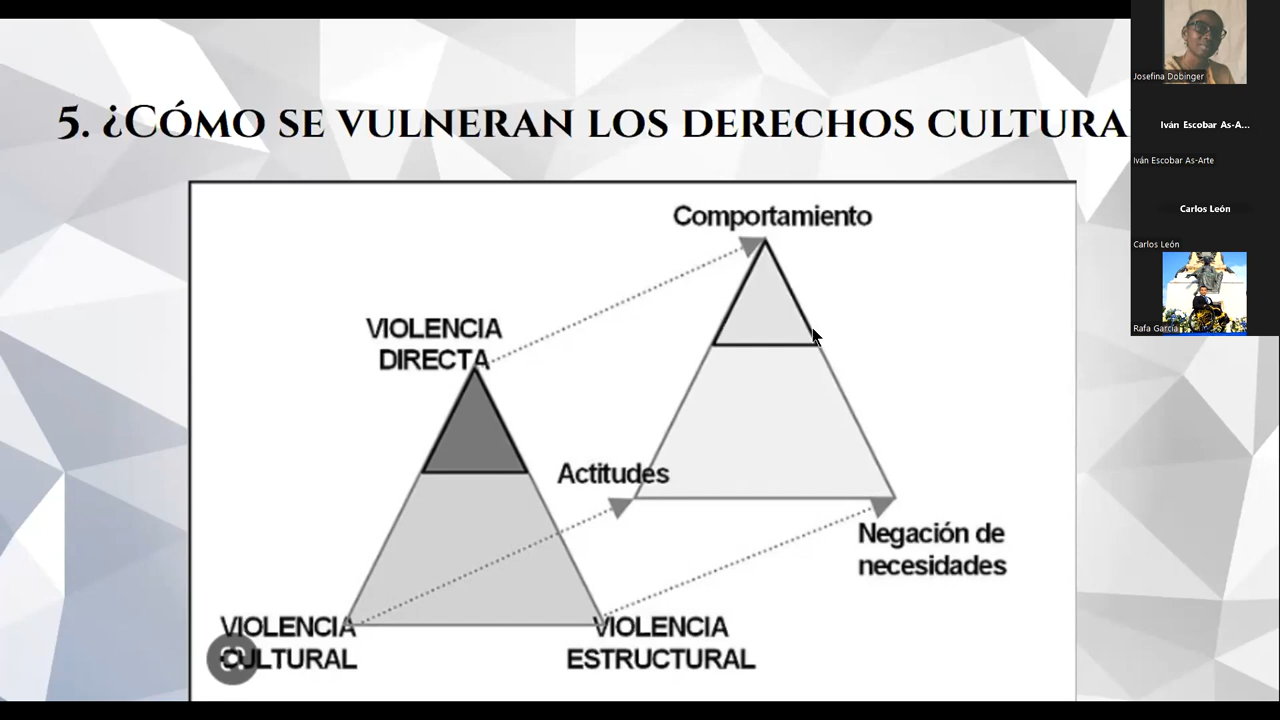 5. ¿CÓMO SE VULNERAN LOS DERECHOS CULTURA
Comportamiento
VIOLENCIA
DIRECTA
Actitudes
Negación de
necesidades
VIOLENCIA
CULTURAL
VIOLENCIA
ESTRUCTURAL
Josefina Dobinger
Iván Escobar As-A...
Iván Escobar As-Arte
Carlos León
Carlos León
Rafa García